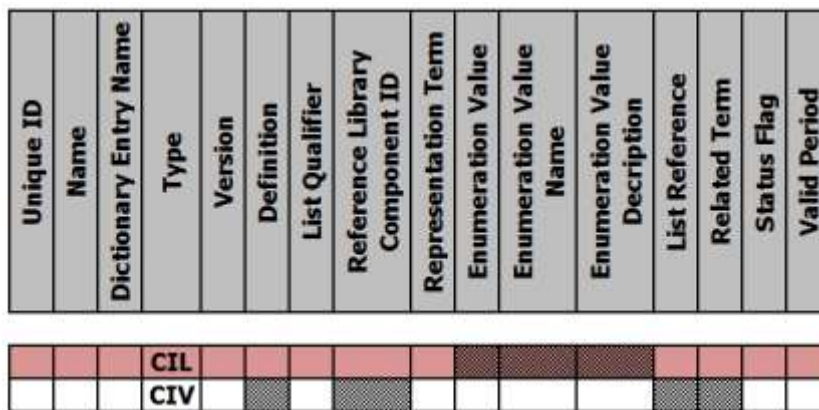 Unique ID
Name
Dictionary Entry Name
Type
Version
Definition
List Qualifier
Reference Library
Component ID
Representation Term
Enumeration Value
Enumeration Value
Name
Enumeration Value
Decription
List Reference
Related Term
Status Flag
Valid Period
CIL
CIV